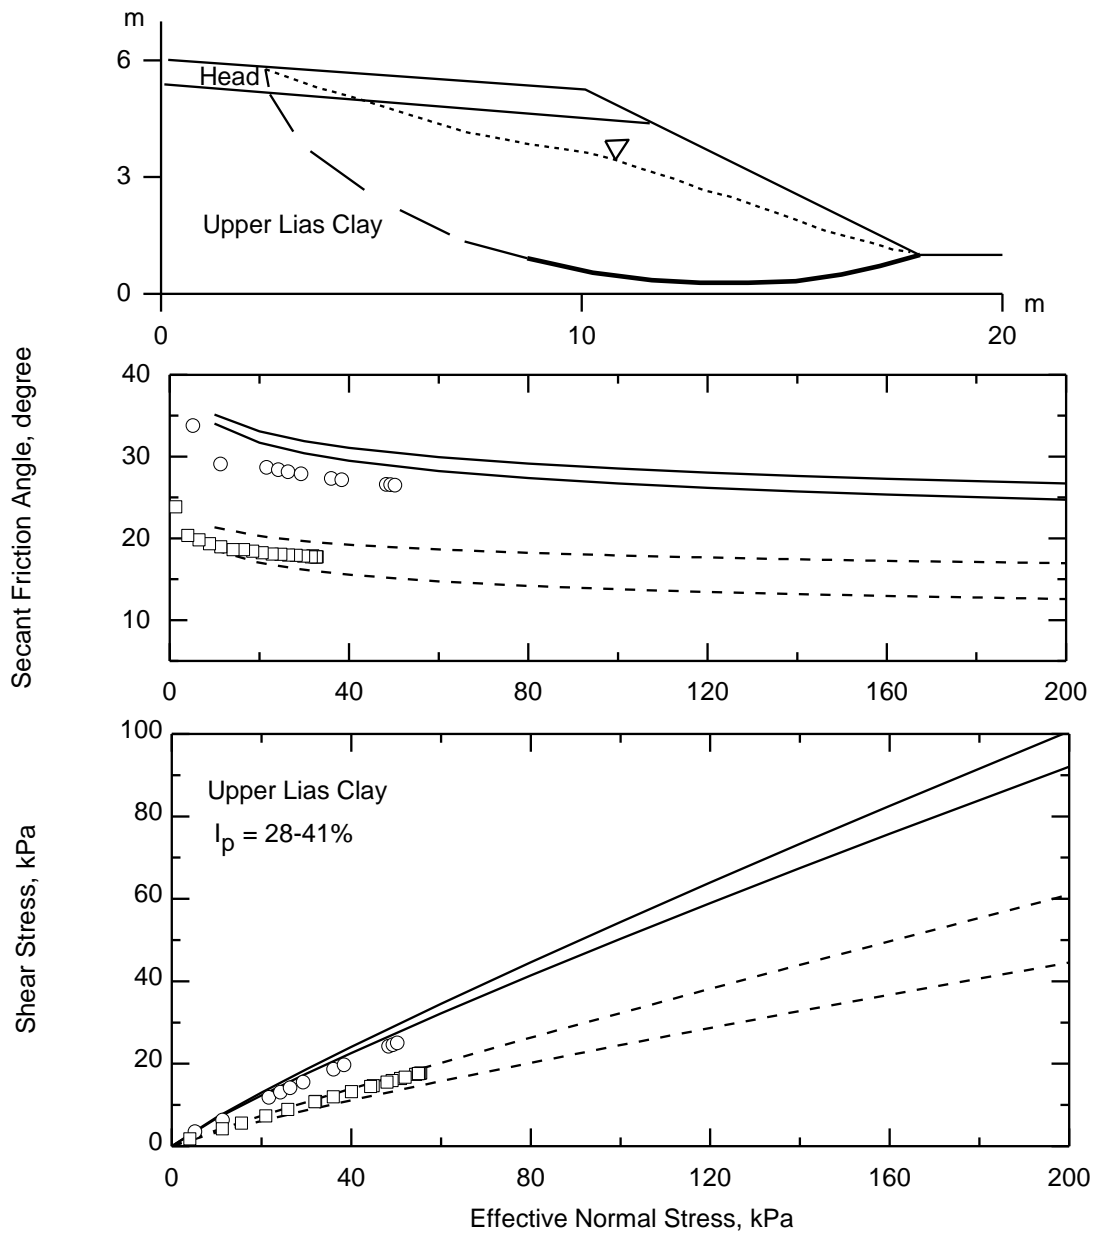 m
6
Head
3
Upper Lias Clay
0
m
0 10 20
Secant Friction Angle, degree
40
30
20
10
0 40 80 120 160 200
Shear Stress, kPa
100
80
60
40
20
0
Upper Lias Clay
Ip = 28-41%
0 40 80 120 160 200
Effective Normal Stress, kPa